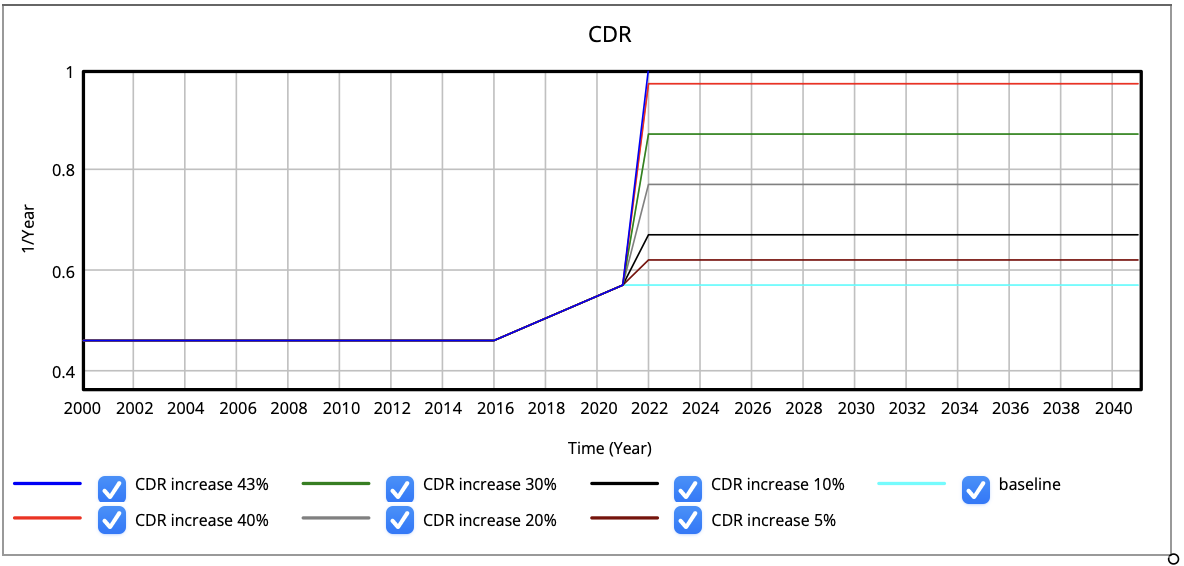 CDR
1
0.8
0.6
0.4
1/Year
2000 2002 2004 2006 2008 2010 2012 2014 2016 2018 2020 2022 2024 2026 2028 2030 2032 2034 2036 2038 2040
Time (Year)
CDR increase 43% CDR increase 30% CDR increase 10% baseline
CDR increase 40% CDR increase 20% CDR increase 5%